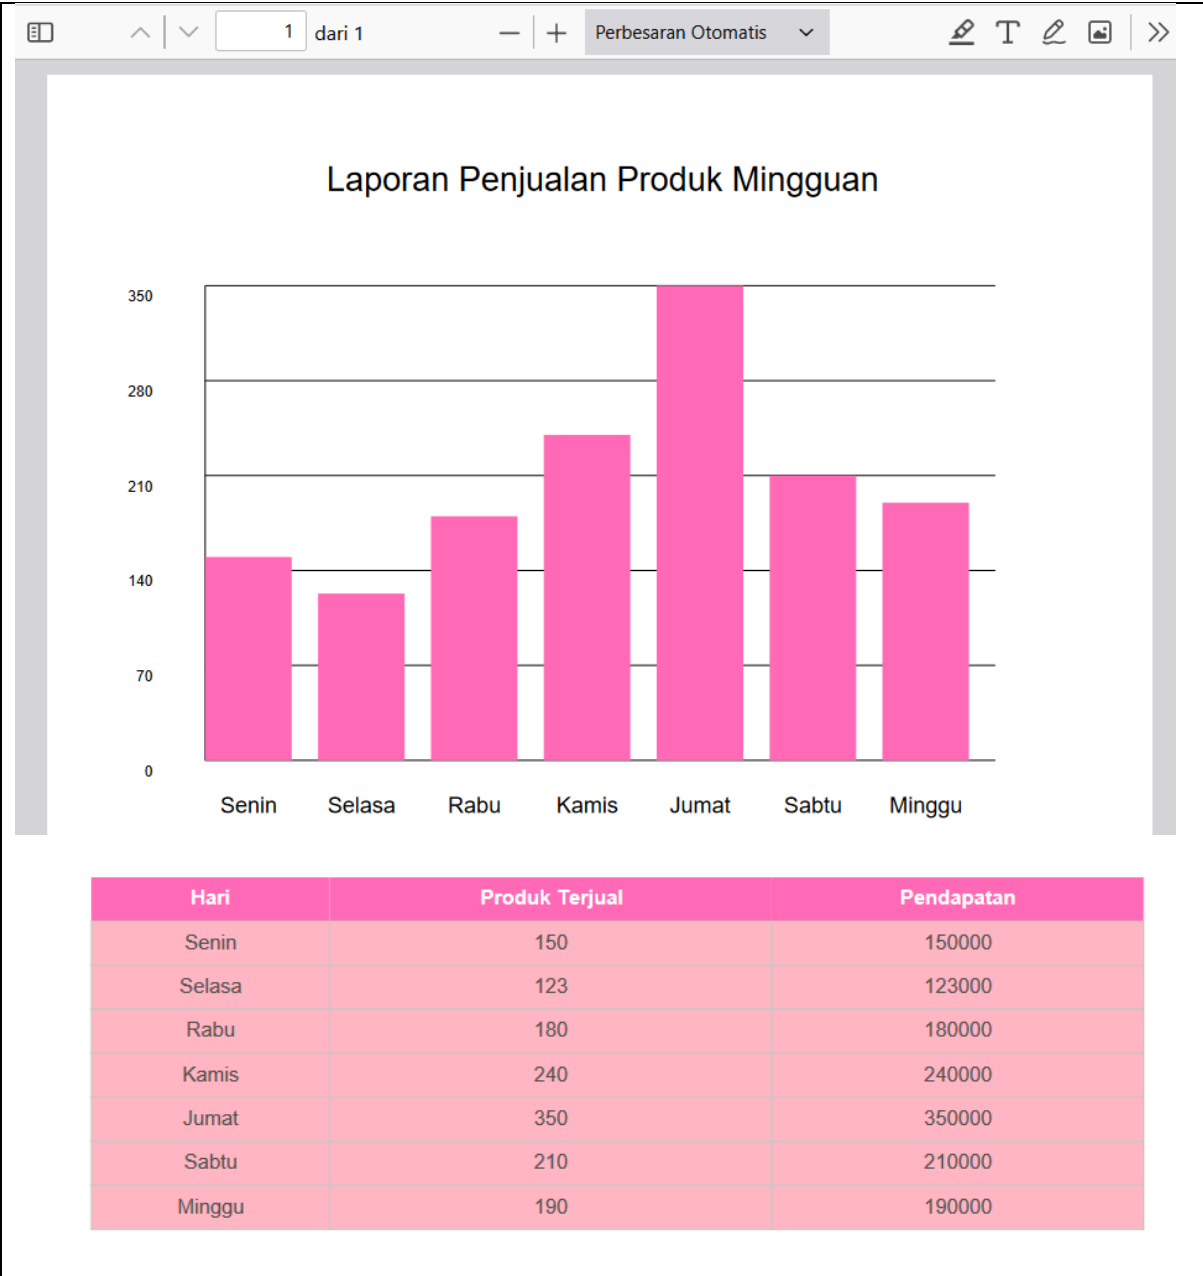 1 dari 1 Perbesaran Otomatis
Laporan Penjualan Produk Mingguan
350
280
210
140
70
0
Senin Selasa Rabu Kamis Jumat Sabtu Minggu
Hari Produk Terjual Pendapatan
Senin 150 150000
Selasa 123 123000
Rabu 180 180000
Kamis 240 240000
Jumat 350 350000
Sabtu 210 210000
Minggu 190 190000